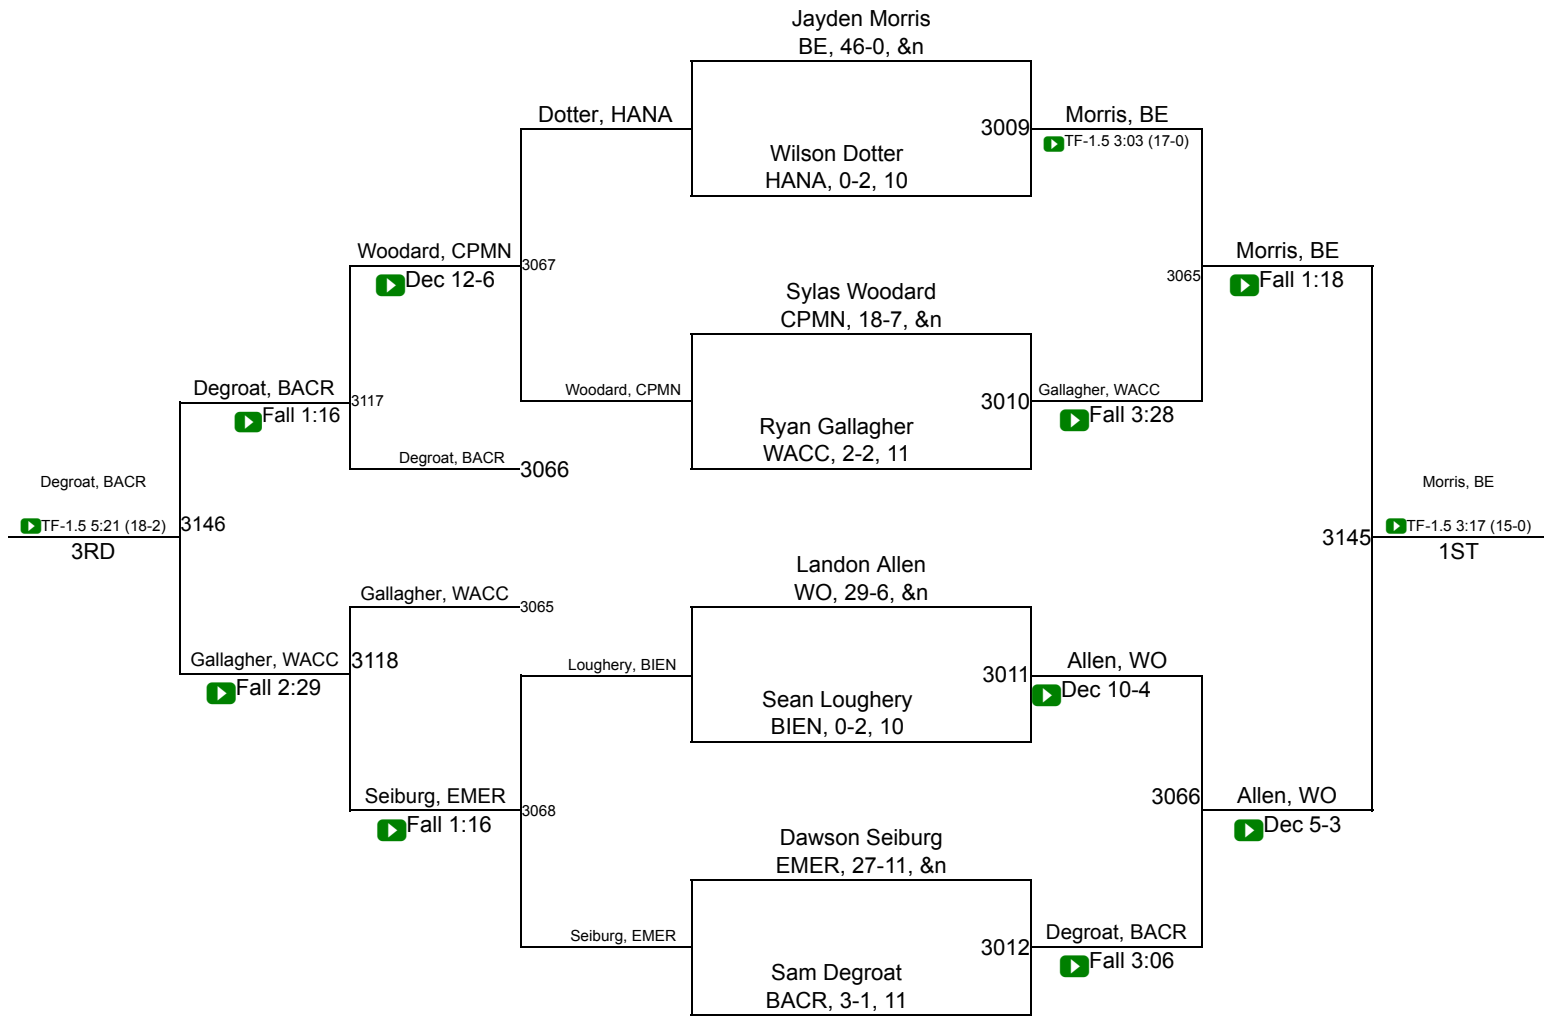 Jayden Morris
BE, 46-0, &n
Dotter, HANA
3009
Morris, BE
TF-1.5 3:03 (17-0)
Wilson Dotter
HANA, 0-2, 10
Woodard, CPMN
Dec 12-6
3067
Morris, BE
Fall 1:18
3065
Sylas Woodard
CPMN, 18-7, &n
Degroat, BACR
Fall 1:16
3117
Woodard, CPMN
3010
Gallagher, WACC
Fall 3:28
Ryan Gallagher
WACC, 2-2, 11
Degroat, BACR
3066
Degroat, BACR
TF-1.5 5:21 (18-2)
3RD
3146
Morris, BE
TF-1.5 3:17 (15-0)
1ST
3145
Landon Allen
WO, 29-6, &n
Gallagher, WACC
3065
Gallagher, WACC
Fall 2:29
3118
Loughery, BIEN
3011
Allen, WO
Dec 10-4
Sean Loughery
BIEN, 0-2, 10
Seiburg, EMER
Fall 1:16
3068
3066
Allen, WO
Dec 5-3
Dawson Seiburg
EMER, 27-11, &n
Seiburg, EMER
3012
Degroat, BACR
Fall 3:06
Sam Degroat
BACR, 3-1, 11